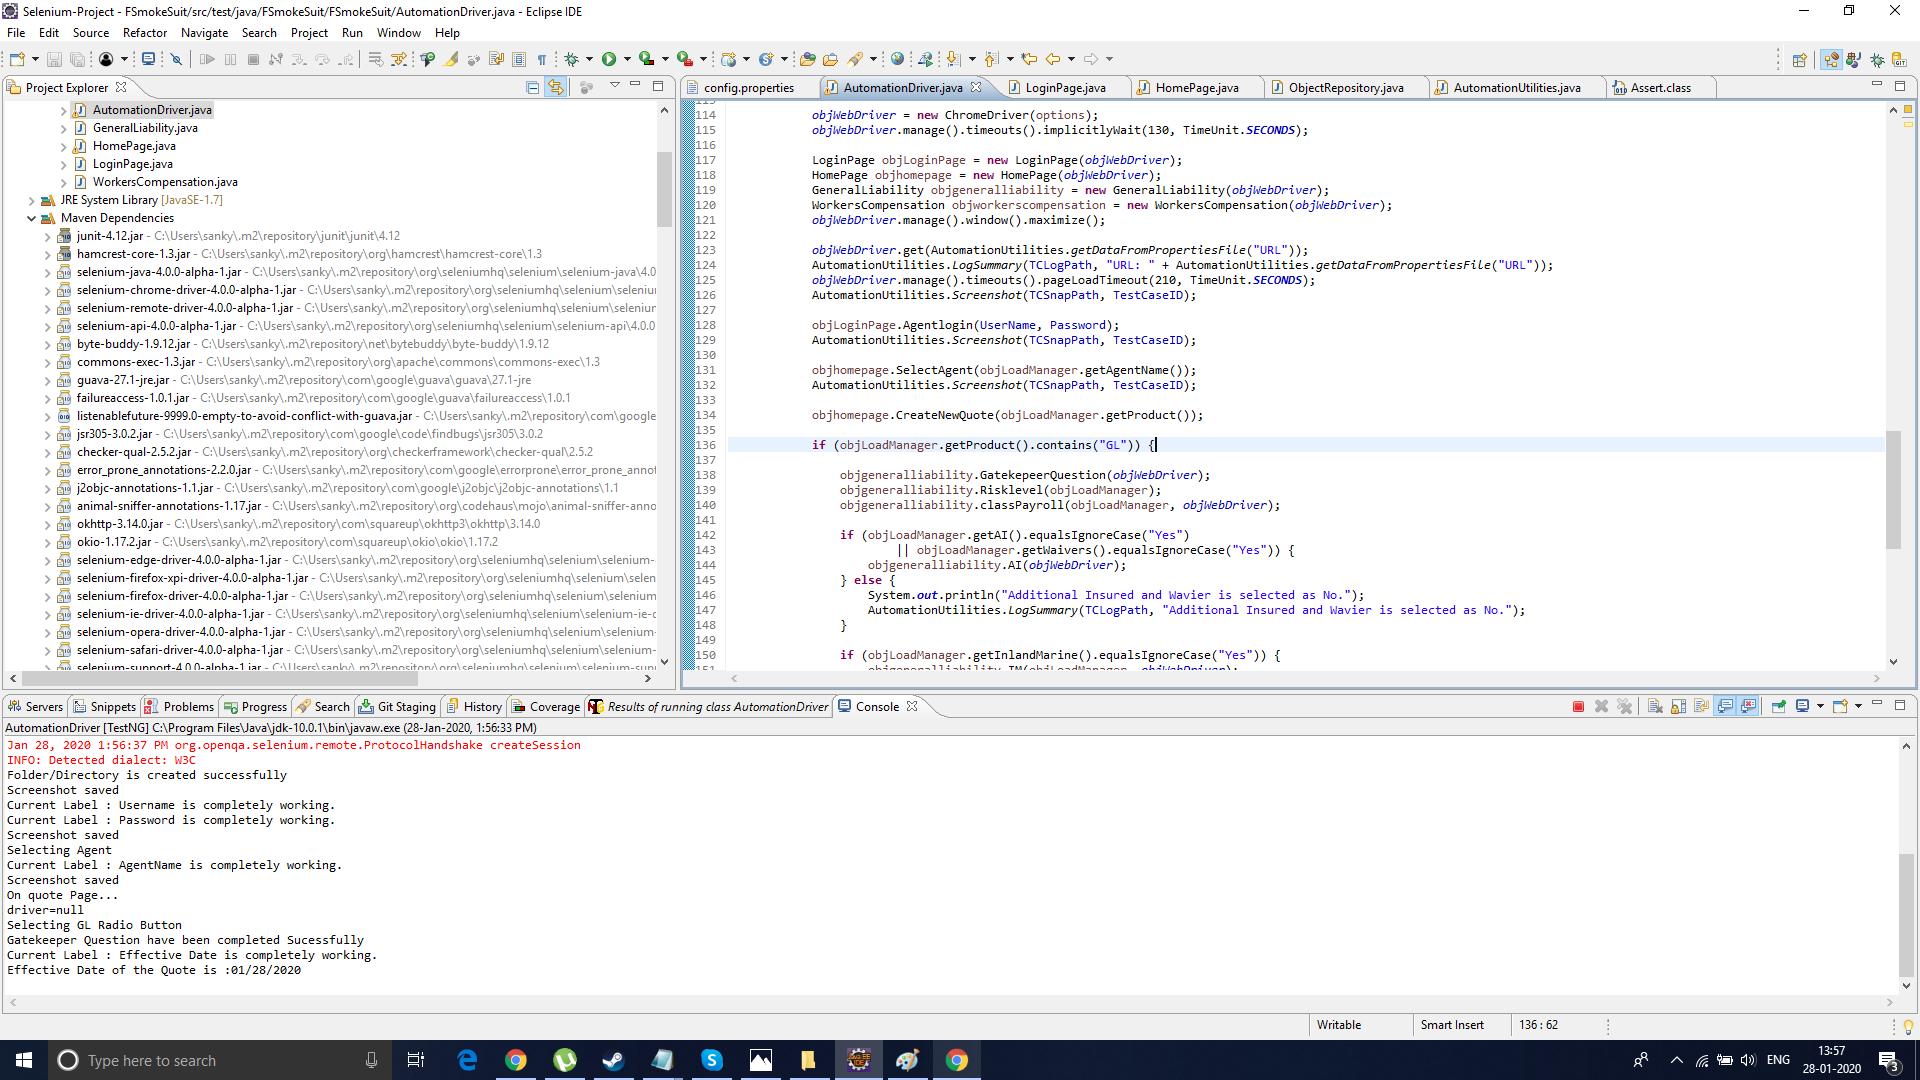 Selenium-Project - FSmokeSuit/src/test/java/FSmokeSuit/FSmokeSuit/AutomationDriver.java - Eclipse IDE
File Edit Source Refactor Navigate Search Project Run Window Help
Project Explorer
AutomationDriver.java
GeneralLiability.java
HomePage.java
LoginPage.java
WorkersCompensation.java
JRE System Library [JavaSE-1.7]
Maven Dependencies
junit-4.12.jar - C:\Users\sanky\.m2\repository\junit\junit\4.12
hamcrest-core-1.3.jar - C:\Users\sanky\.m2\repository\org\hamcrest\hamcrest-core\1.3
selenium-java-4.0.0-alpha-1.jar - C:\Users\sanky\.m2\repository\org\seleniumhq\selenium\selenium-java\4.0
selenium-chrome-driver-4.0.0-alpha-1.jar - C:\Users\sanky\.m2\repository\org\seleniumhq\selenium\sele
selenium-remote-driver-4.0.0-alpha-1.jar - C:\Users\sanky\.m2\repository\org\seleniumhq\selenium\selen
selenium-api-4.0.0-alpha-1.jar - C:\Users\sanky\.m2\repository\org\seleniumhq\selenium\selenium-api\4.0.0
byte-buddy-1.9.12.jar - C:\Users\sanky\.m2\repository\net\bytebuddy\byte-buddy\1.9.12
commons-exec-1.3.jar - C:\Users\sanky\.m2\repository\org\apache\commons\commons-exec\1.3
guava-27.1-jre.jar - C:\Users\sanky\.m2\repository\com\google\guava\guava\27.1-jre
failureaccess-1.0.1.jar - C:\Users\sanky\.m2\repository\com\google\guava\failureaccess\1.0.1
listenablefuture-9999.0-empty-to-avoid-conflict-with-guava.jar - C:\Users\sanky\.m2\repository\com\google
jsr305-3.0.2.jar - C:\Users\sanky\.m2\repository\com\google\code\findbugs\jsr305\3.0.2
checker-qual-2.5.2.jar - C:\Users\sanky\.m2\repository\org\checkerframework\checker-qual\2.5.2
error_prone_annotations-2.2.0.jar - C:\Users\sanky\.m2\repository\com\google\errorprone\error_prone_annot
j2objc-annotations-1.1.jar - C:\Users\sanky\.m2\repository\com\google\j2objc\j2objc-annotations\1.1
animal-sniffer-annotations-1.17.jar - C:\Users\sanky\.m2\repository\org\codehaus\mojo\animal-sniffer-anno
okhttp-3.14.0.jar - C:\Users\sanky\.m2\repository\com\squareup\okhttp3\okhttp\3.14.0
okio-1.17.2.jar - C:\Users\sanky\.m2\repository\com\squareup\okio\okio\1.17.2
selenium-edge-driver-4.0.0-alpha-1.jar - C:\Users\sanky\.m2\repository\org\seleniumhq\selenium\seleniu
selenium-firefox-xpi-driver-4.0.0-alpha-1.jar - C:\Users\sanky\.m2\repository\org\seleniumhq\selenium\selen
selenium-firefox-driver-4.0.0-alpha-1.jar - C:\Users\sanky\.m2\repository\org\seleniumhq\selenium\seleniu
selenium-ie-driver-4.0.0-alpha-1.jar - C:\Users\sanky\.m2\repository\org\seleniumhq\selenium\selenium-ie-c
selenium-opera-driver-4.0.0-alpha-1.jar - C:\Users\sanky\.m2\repository\org\seleniumhq\selenium\selenium-
selenium-safari-driver-4.0.0-alpha-1.jar - C:\Users\sanky\.m2\repository\org\seleniumhq\selenium\selenium-
selenium-support-4.0.0-alpha-1.jar - C:\Users\sanky\.m2\repository\org\seleniumhq\selenium\selenium-sup
config.properties AutomationDriver.java LoginPage.java HomePage.java ObjectRepository.java AutomationUtilities.java Assert.class
114 objWebDriver = new ChromeDriver(options);
115 objWebDriver.manage().timeouts().implicitlyWait(130, TimeUnit.SECONDS);
116
117 LoginPage objLoginPage = new LoginPage(objWebDriver);
118 HomePage objhomepage = new HomePage(objWebDriver);
119 GeneralLiability objgeneralliability = new GeneralLiability(objWebDriver);
120 WorkersCompensation objworkerscompensation = new WorkersCompensation(objWebDriver);
121 objWebDriver.manage().window().maximize();
122
123 objWebDriver.get(AutomationUtilities.getDataFromPropertiesFile("URL"));
124 AutomationUtilities.LogSummary(TCLogPath, "URL: " + AutomationUtilities.getDataFromPropertiesFile("URL"));
125 objWebDriver.manage().timeouts().pageLoadTimeout(210, TimeUnit.SECONDS);
126 AutomationUtilities.Screenshot(TCSnapPath, TestCaseID);
127
128 objLoginPage.Agentlogin(UserName, Password);
129 AutomationUtilities.Screenshot(TCSnapPath, TestCaseID);
130
131 objhomepage.SelectAgent(objLoadManager.getAgentName());
132 AutomationUtilities.Screenshot(TCSnapPath, TestCaseID);
133
134 objhomepage.CreateNewQuote(objLoadManager.getProduct());
135
136 if (objLoadManager.getProduct().contains("GL")) {
137
138 objgeneralliability.GatekepeerQuestion(objWebDriver);
139 objgeneralliability.Risklevel(objLoadManager);
140 objgeneralliability.classPayroll(objLoadManager, objWebDriver);
141
142 if (objLoadManager.getAI().equalsIgnoreCase("Yes")
143 || objLoadManager.getWaivers().equalsIgnoreCase("Yes")) {
144 objgeneralliability.AI(objWebDriver);
145 } else {
146 System.out.println("Additional Insured and Wavier is selected as No.");
147 AutomationUtilities.LogSummary(TCLogPath, "Additional Insured and Wavier is selected as No.");
148 }
149
150 if (objLoadManager.getInlandMarine().equalsIgnoreCase("Yes")) {
151 objgeneralliability.IM(objLoadManager, objWebDriver);
Servers Snippets Problems Progress Search Git Staging History Coverage Results of running class AutomationDriver Console
AutomationDriver [TestNG] C:\Program Files\Java\jdk-10.0.1\bin\javaw.exe (28-Jan-2020, 1:56:33 PM)
Jan 28, 2020 1:56:37 PM org.openqa.selenium.remote.ProtocolHandshake createSession
INFO: Detected dialect: W3C
Folder/Directory is created successfully
Screenshot saved
Current Label : Username is completely working.
Current Label : Password is completely working.
Screenshot saved
Selecting Agent
Current Label : AgentName is completely working.
Screenshot saved
On quote Page...
driver=null
Selecting GL Radio Button
Gatekeeper Question have been completed Sucessfully
Current Label : Effective Date is completely working.
Effective Date of the Quote is :01/28/2020
Writable Smart Insert 136 : 62
Type here to search
ENG
13:57
28-01-2020
3